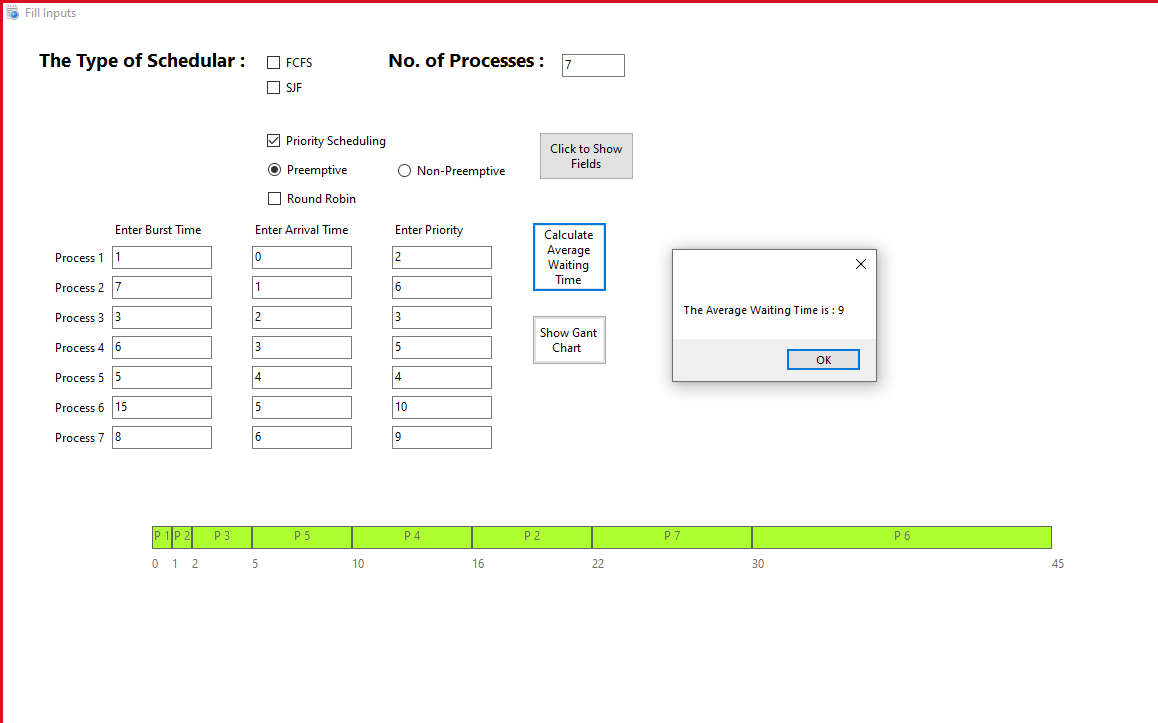 Fill Inputs
The Type of Schedular :
FCFS
No. of Processes :
7
SJF
Priority Scheduling
Click to Show
Fields
Preemptive
Non-Preemptive
Round Robin
Enter Burst Time
Enter Arrival Time
Enter Priority
Calculate
Average
Waiting
Time
Process 1
1
0
2
Process 2
7
1
6
Process 3
3
2
3
Process 4
6
3
5
Process 5
5
4
4
Process 6
15
5
10
Process 7
8
6
9
Show Gant
Chart
The Average Waiting Time is : 9
OK
P 1 P 2 P 3 P 5 P 4 P 2 P 7 P 6
0 1 2 5 10 16 22 30 45